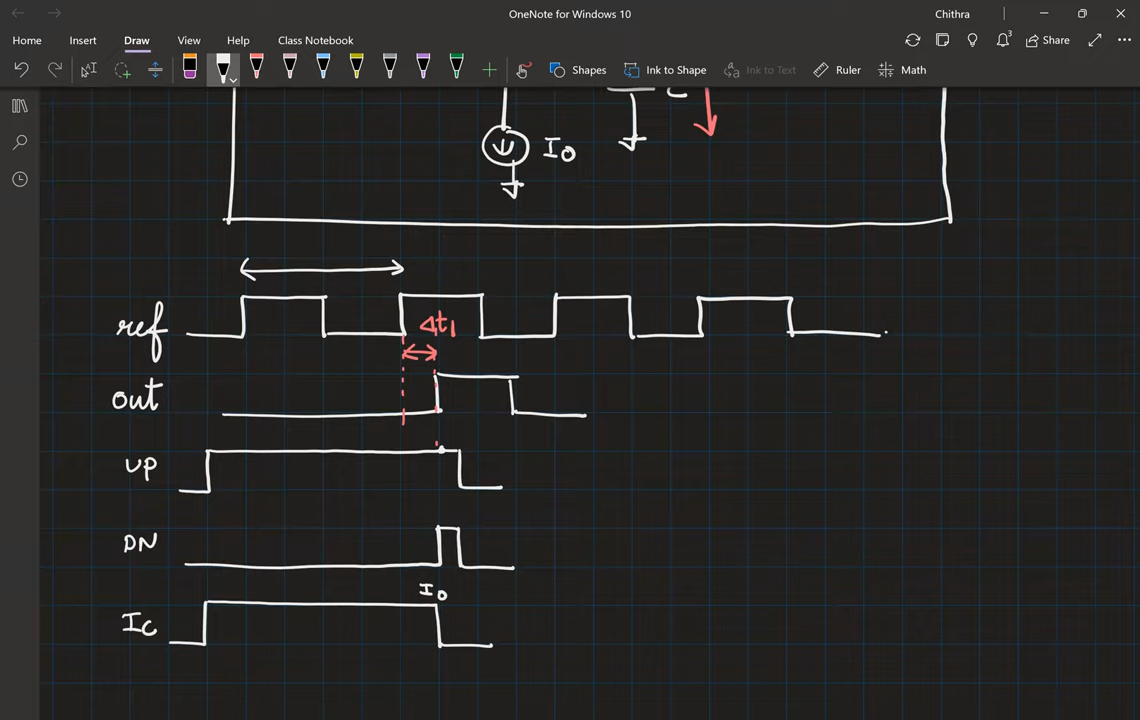 OneNote for Windows 10
Chithra
Home Insert Draw View Help Class Notebook
Share
Shapes Ink to Shape Ink to Text Ruler Math
C
I0
ref
Δt1
out
UP
DN
I0
IC